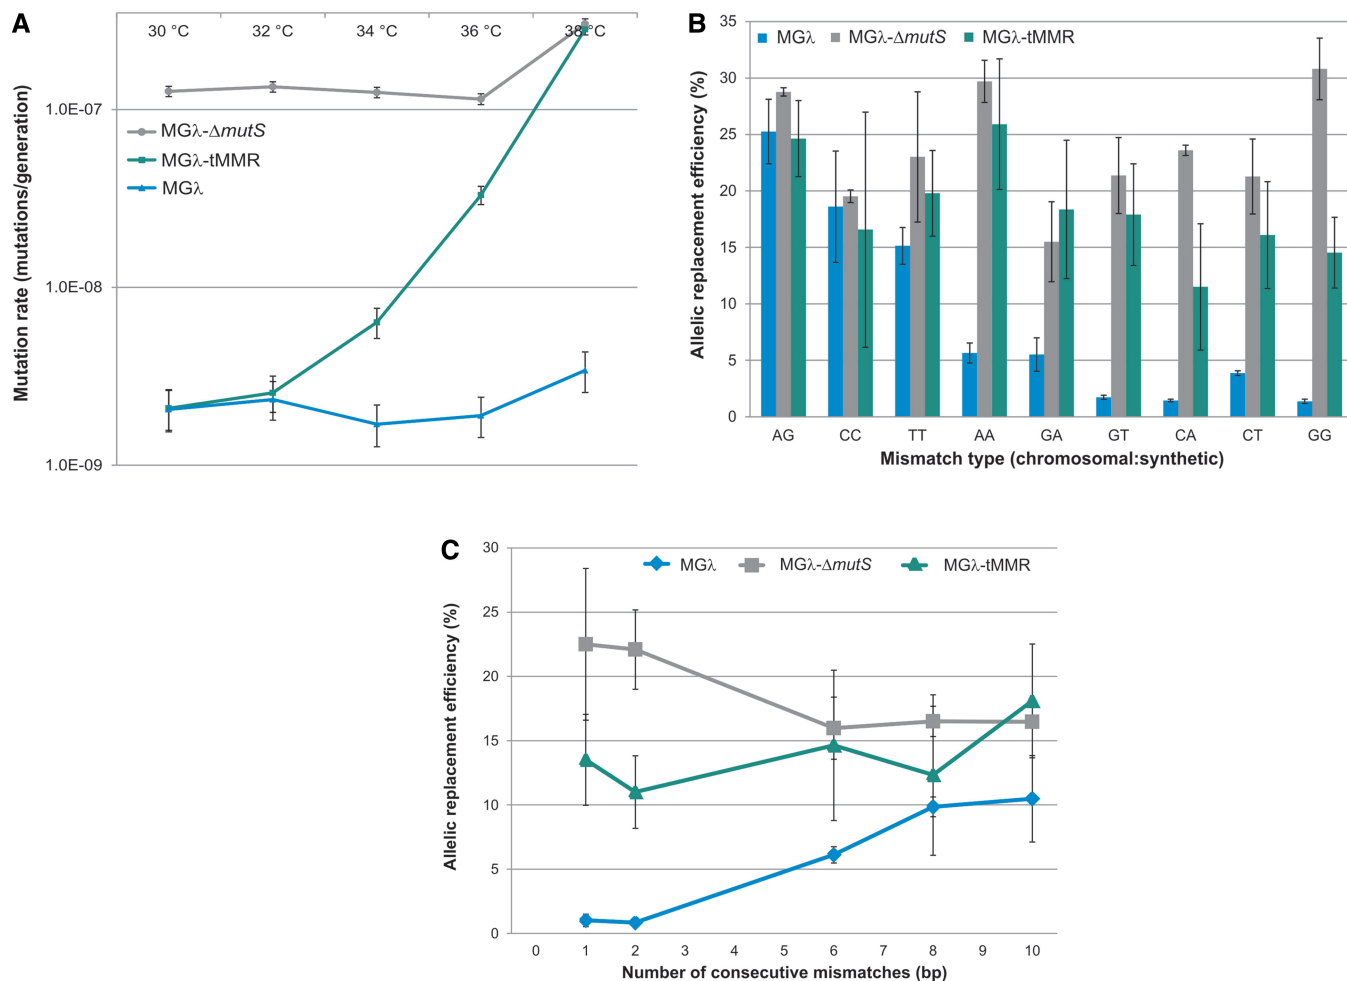 A
30 °C 32 °C 34 °C 36 °C 38 °C
1.0E-07
1.0E-08
1.0E-09
Mutation rate (mutations/generation)
MGλ-ΔmutS
MGλ-tMMR
MGλ
B
MGλ MGλ-ΔmutS MGλ-tMMR
35
30
25
20
15
10
5
0
Allelic replacement efficiency (%)
AG CC TT AA GA GT CA CT GG
Mismatch type (chromosomal:synthetic)
C
MGλ MGλ-ΔmutS MGλ-tMMR
30
25
20
15
10
5
0
Allelic replacement efficiency (%)
0 1 2 3 4 5 6 7 8 9 10
Number of consecutive mismatches (bp)